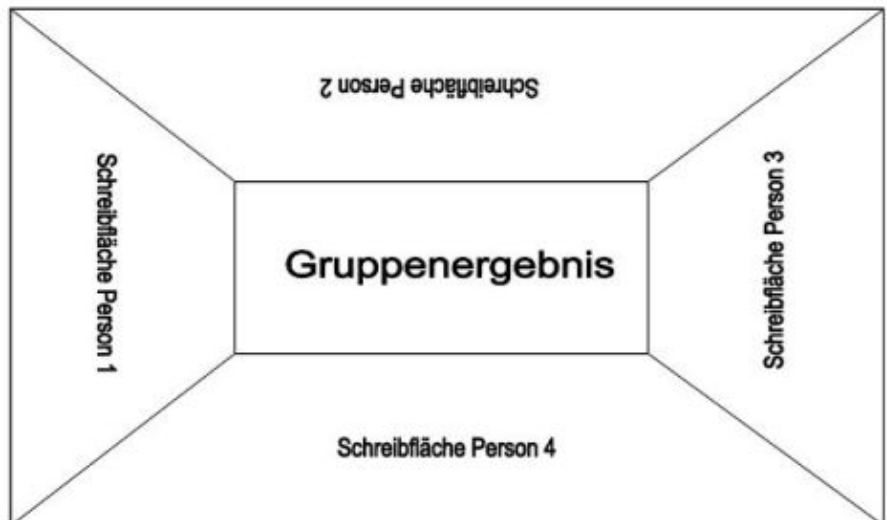 Schreibfläche Person 2
Schreibfläche Person 1
Gruppenergebnis
Schreibfläche Person 3
Schreibfläche Person 4